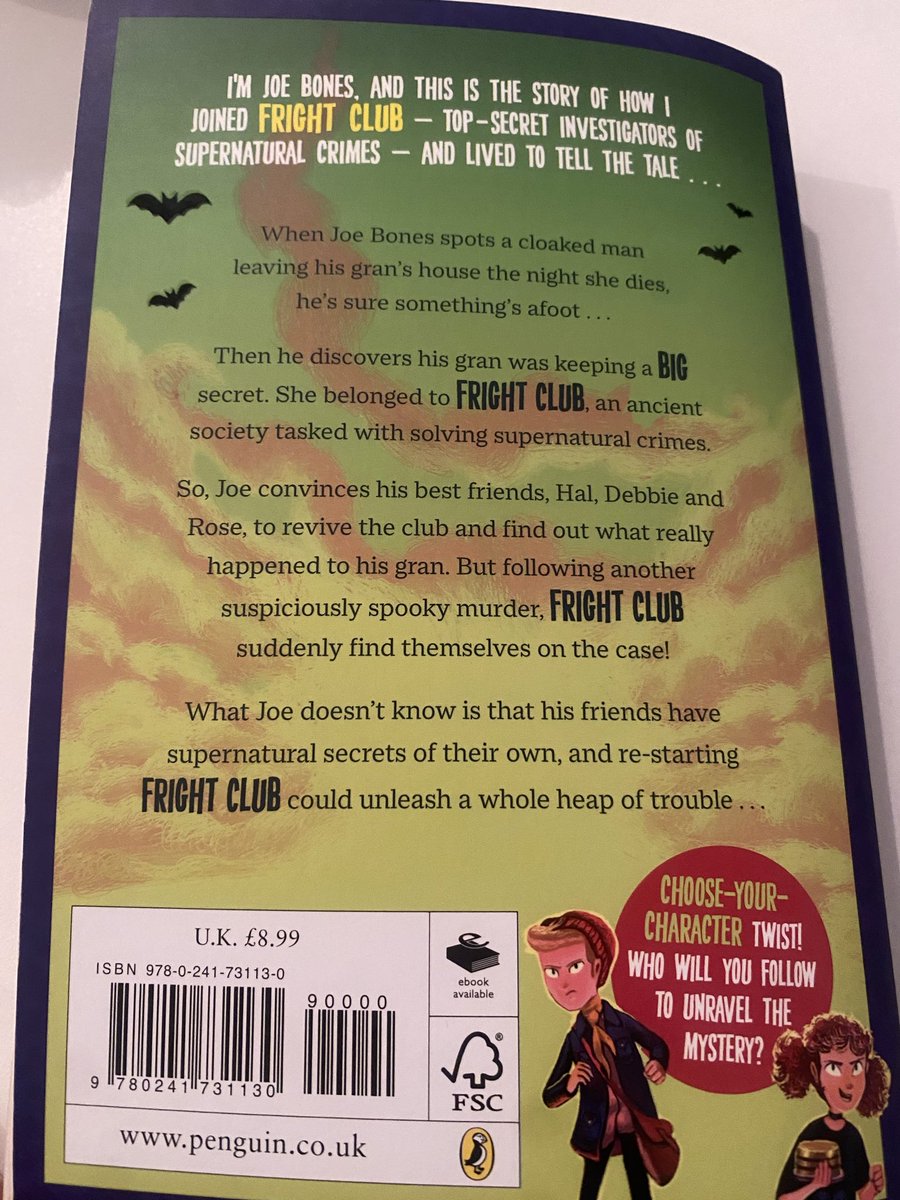 I'M JOE BONES, AND THIS IS THE STORY OF HOW I
JOINED FRIGHT CLUB – TOP-SECRET INVESTIGATORS OF
SUPERNATURAL CRIMES – AND LIVED TO TELL THE TALE . . .
When Joe Bones spots a cloaked man
leaving his gran's house the night she dies,
he's sure something's afoot . . .
Then he discovers his gran was keeping a BIG
secret. She belonged to FRIGHT CLUB, an ancient
society tasked with solving supernatural crimes.
So, Joe convinces his best friends, Hal, Debbie and
Rose, to revive the club and find out what really
happened to his gran. But following another
suspiciously spooky murder, FRIGHT CLUB
suddenly find themselves on the case!
What Joe doesn't know is that his friends have
supernatural secrets of their own, and re-starting
FRIGHT CLUB could unleash a whole heap of trouble . . .
CHOOSE-YOUR-
CHARACTER TWIST!
WHO WILL YOU FOLLOW
TO UNRAVEL THE
MYSTERY?
U.K. £8.99
ISBN 978-0-241-73113-0
90000
9 780241 731130
e
ebook
available
FSC
®
www.penguin.co.uk